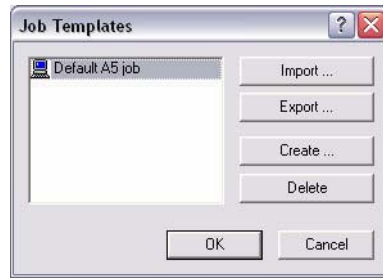 Job Templates
Default A5 job
Import ...
Export ...
Create ...
Delete
OK
Cancel